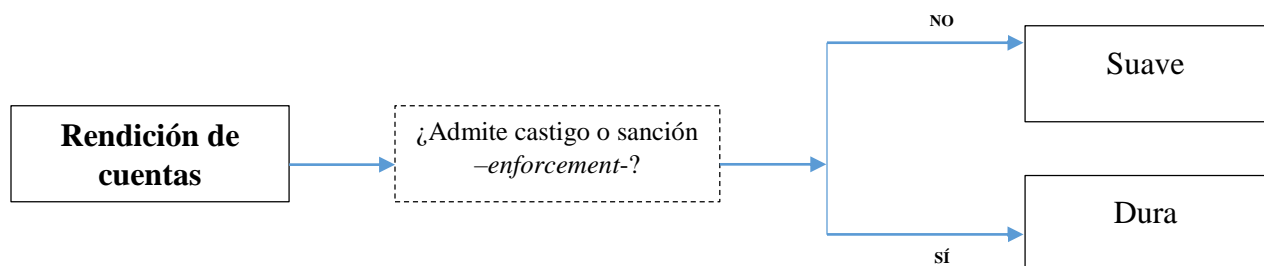 NO
Suave
Rendición de
cuentas
¿Admite castigo o sanción
–enforcement-?
Dura
SÍ